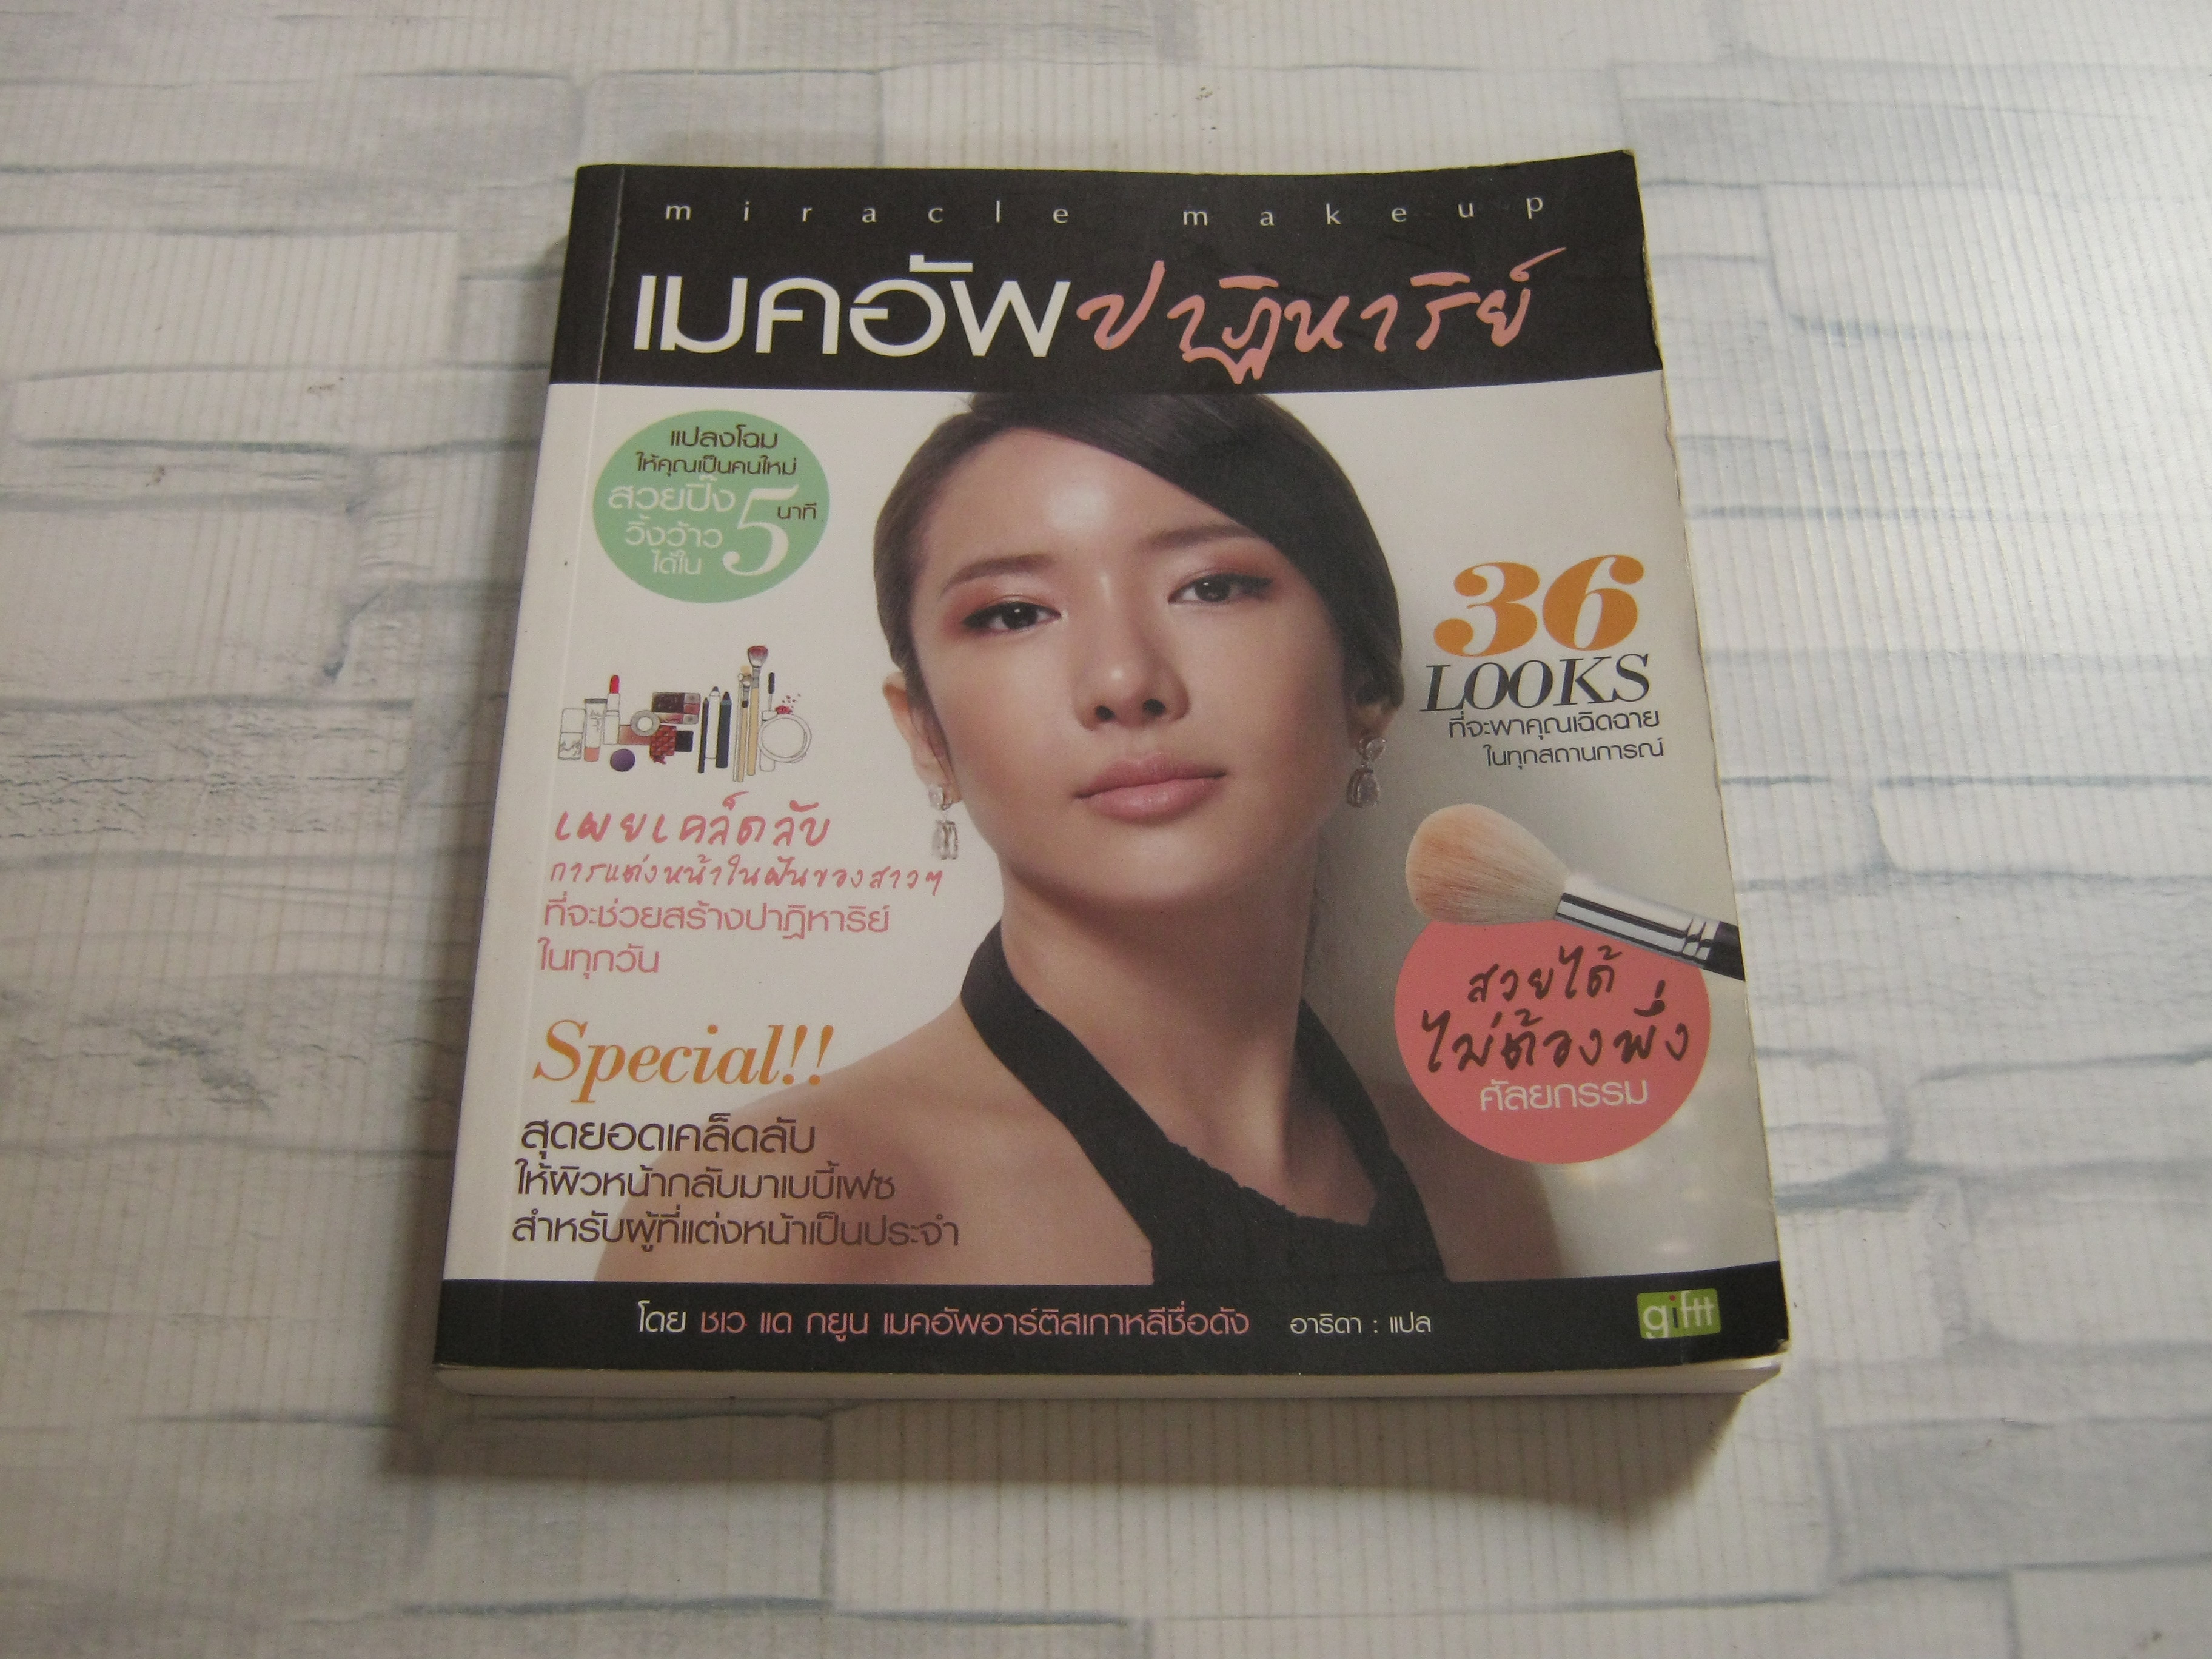 miracle makeup
เมคอัพปาฏิหาริย์
แปลงโฉม
ให้คุณเป็นคนใหม่
สวยปิ๊ง
วิ้งว้าว
ได้ใน 5 นาที
36
LOOKS
ที่จะพาคุณเฉิดฉาย
ในทุกสถานการณ์
เผยเคล็ดลับ
การแต่งหน้าในฝันของสาวๆ
ที่จะช่วยสร้างปาฏิหาริย์
ในทุกวัน
สวยได้
ไม่ต้องพึ่ง
ศัลยกรรม
Special!!
สุดยอดเคล็ดลับ
ให้ผิวหน้ากลับมาเบบี้เฟซ
สำหรับผู้ที่แต่งหน้าเป็นประจำ
โดย ชเว แด กยูน เมคอัพอาร์ติสเกาหลีชื่อดัง อาริดา : แปล
giftt